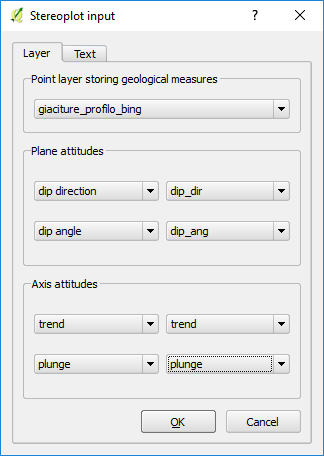 Stereoplot input
? ×
Layer Text
Point layer storing geological measures
giaciture_profilo_bing
Plane attitudes
dip direction dip_dir
dip angle dip_ang
Axis attitudes
trend trend
plunge plunge
OK Cancel